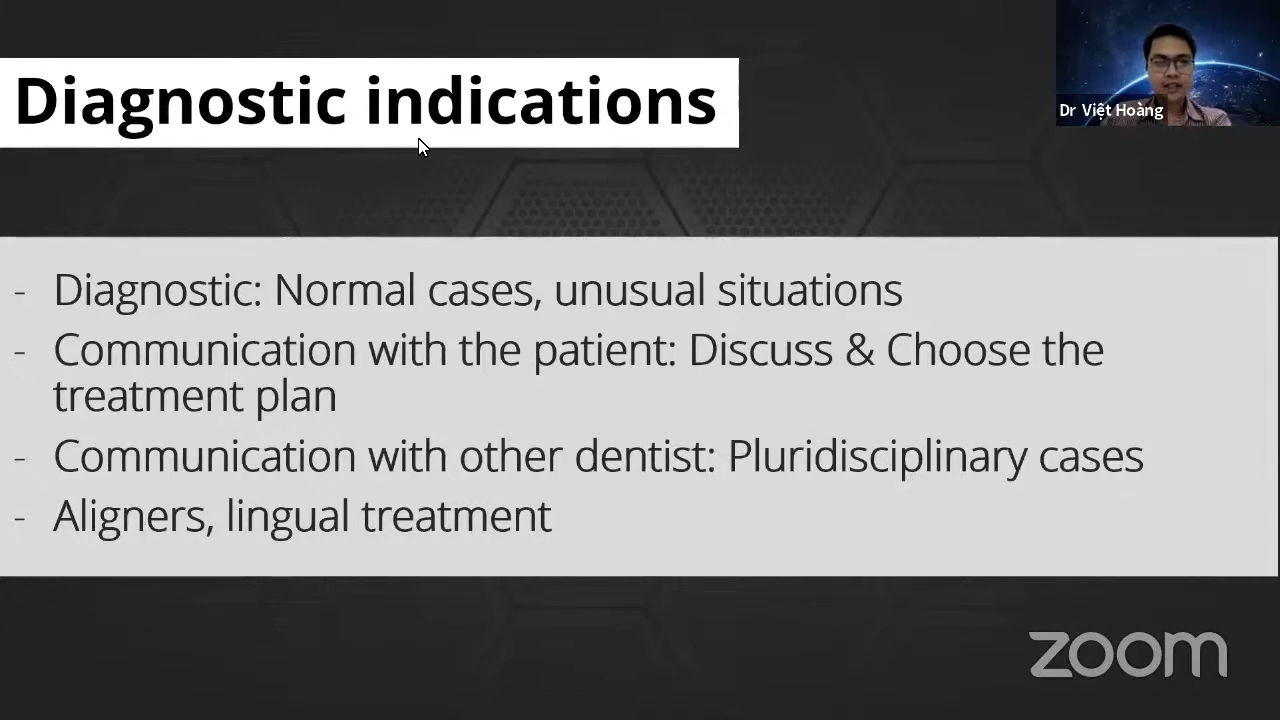 Diagnostic indications
Dr Việt Hoàng
- Diagnostic: Normal cases, unusual situations
- Communication with the patient: Discuss & Choose the
treatment plan
- Communication with other dentist: Pluridisciplinary cases
- Aligners, lingual treatment
zoom